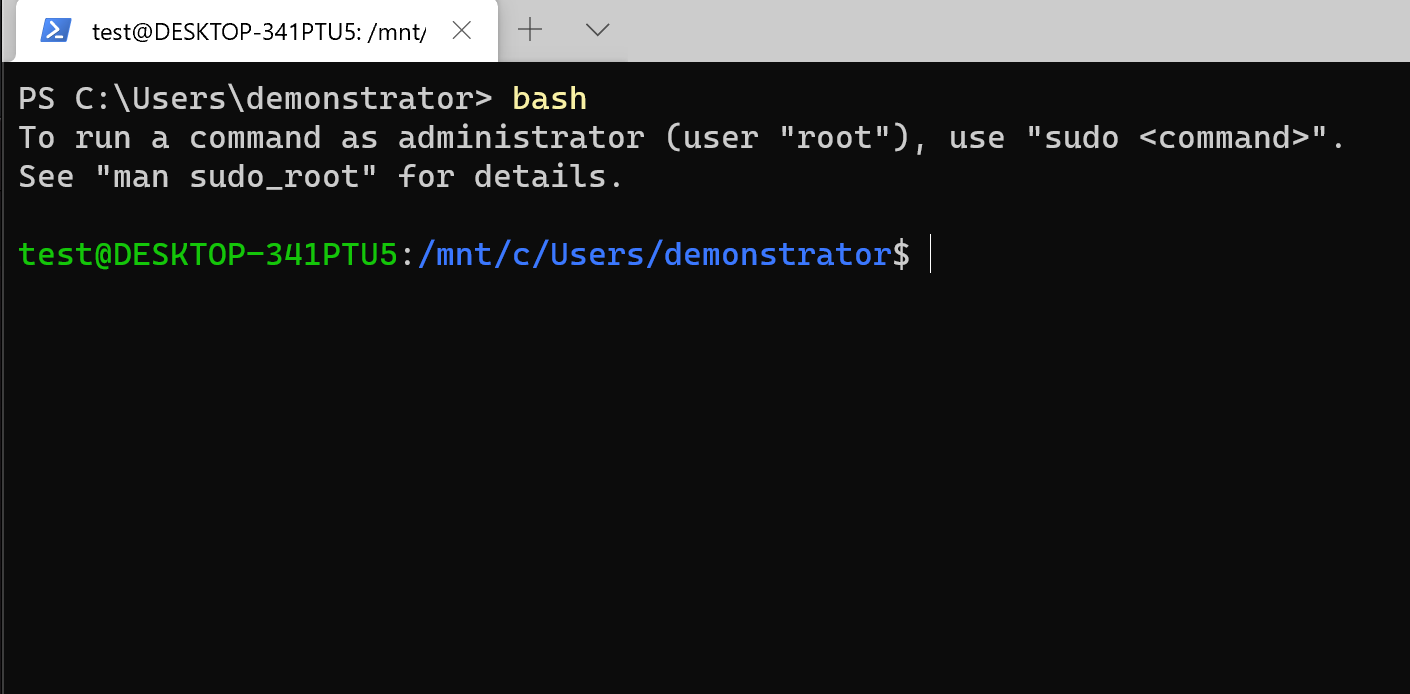 test@DESKTOP-341PTU5: /mnt/
PS C:\Users\demonstrator> bash
To run a command as administrator (user "root"), use "sudo <command>".
See "man sudo_root" for details.
test@DESKTOP-341PTU5:/mnt/c/Users/demonstrator$